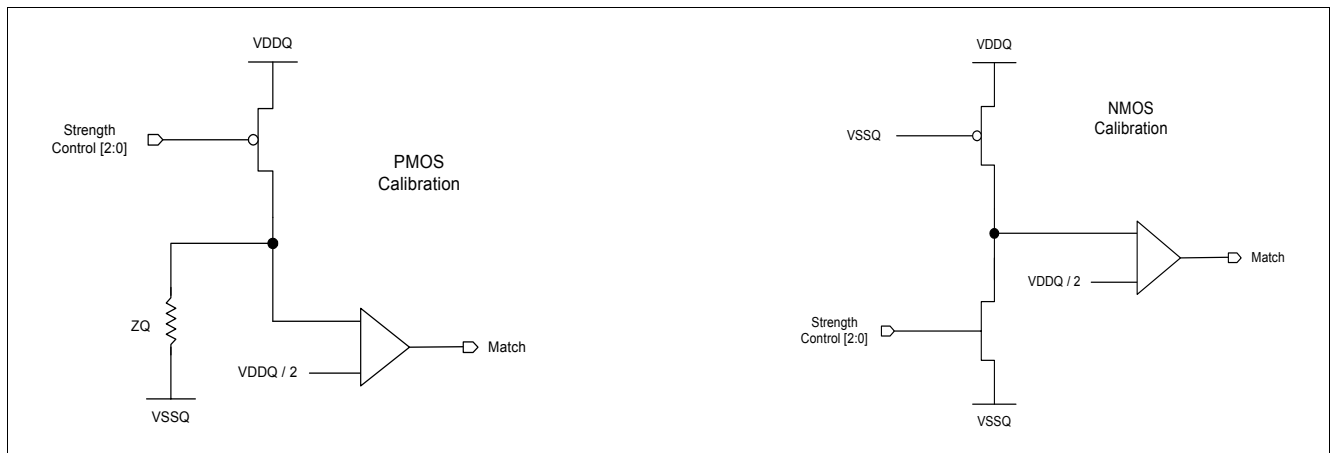 VDDQ
Strength
Control [2:0]
PMOS
Calibration
ZQ
VDDQ / 2
Match
VSSQ
VDDQ
NMOS
Calibration
VSSQ
Match
VDDQ / 2
Strength
Control [2:0]
VSSQ